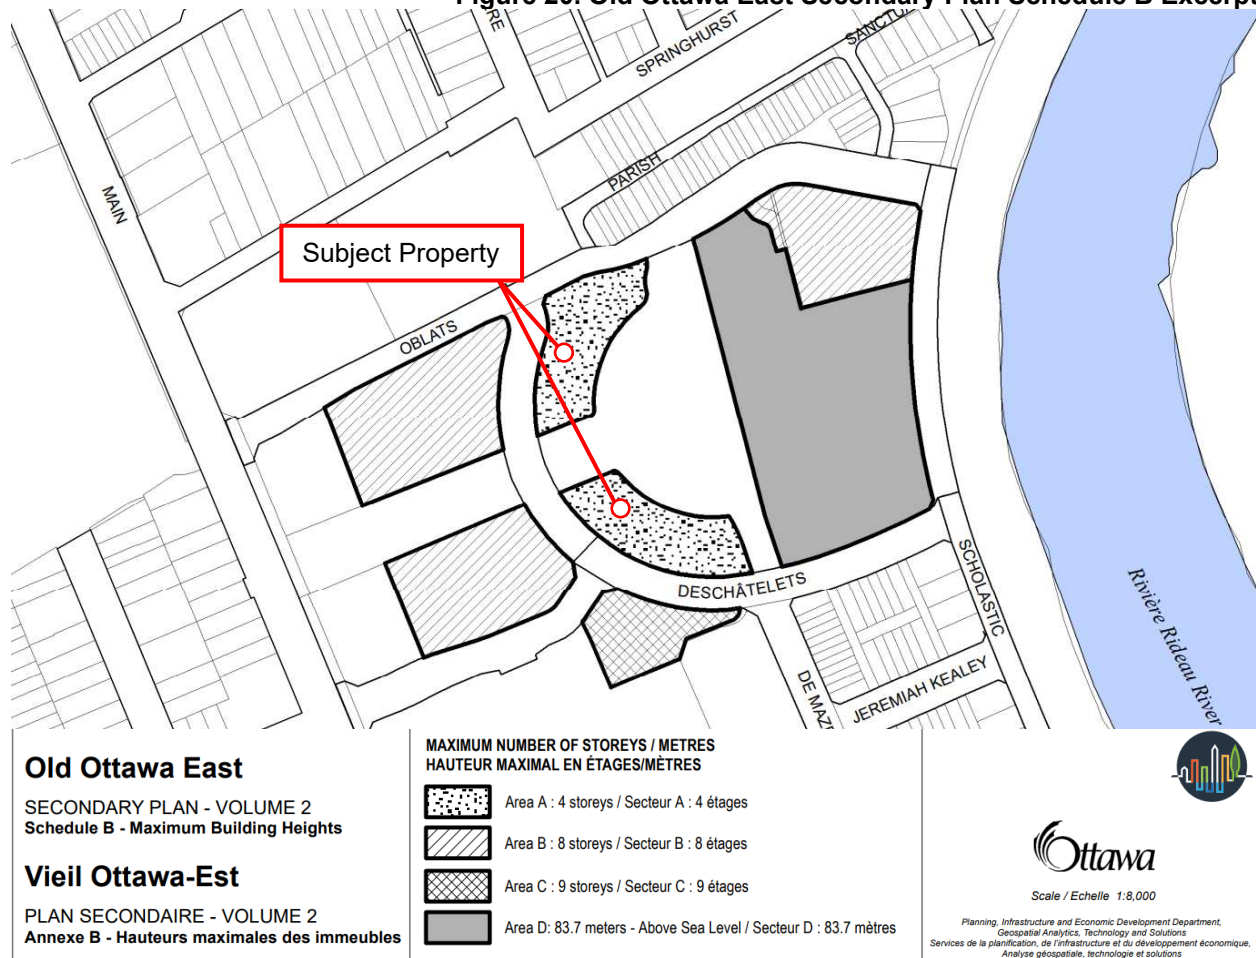 SPRINGHURST
PARISH
MAIN
Subject Property
OBLATS
DESCHÂTELETS
SCHOLASTIC
JEREMIAH KEALEY
Rivière Rideau River
Old Ottawa East
SECONDARY PLAN - VOLUME 2
Schedule B - Maximum Building Heights
Vieil Ottawa-Est
PLAN SECONDAIRE - VOLUME 2
Annexe B - Hauteurs maximales des immeubles
MAXIMUM NUMBER OF STOREYS / METRES
HAUTEUR MAXIMAL EN ÉTAGES/MÈTRES
Area A : 4 storeys / Secteur A : 4 étages
Area B : 8 storeys / Secteur B : 8 étages
Area C : 9 storeys / Secteur C : 9 étages
Area D: 83.7 meters - Above Sea Level / Secteur D : 83.7 mètres
Ottawa
Scale / Echelle 1:8,000
Planning, Infrastructure and Economic Development Department,
Geospatial Analytics, Technology and Solutions
Services de la planification, de l'infrastructure et du développement économique,
Analyse géospatiale, technologie et solutions